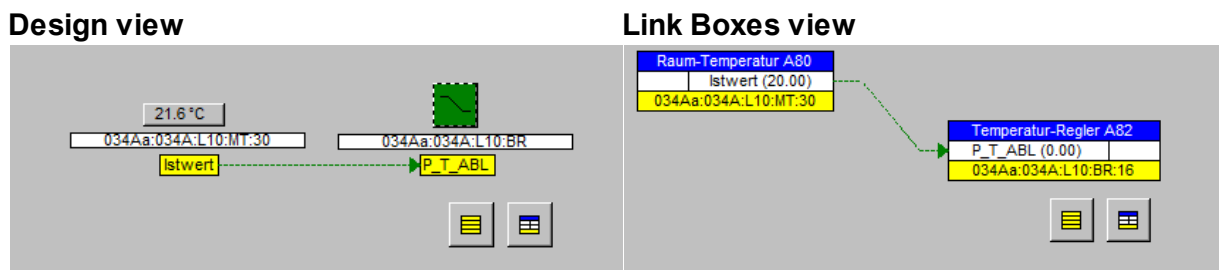 Design view
Link Boxes view
21.6 °C
034Aa:034A:L10:MT:30
034Aa:034A:L10:BR
Istwert
P_T_ABL
Raum-Temperatur A80
Istwert (20.00)
034Aa:034A:L10:MT:30
Temperatur-Regler A82
P_T_ABL (0.00)
034Aa:034A:L10:BR:16